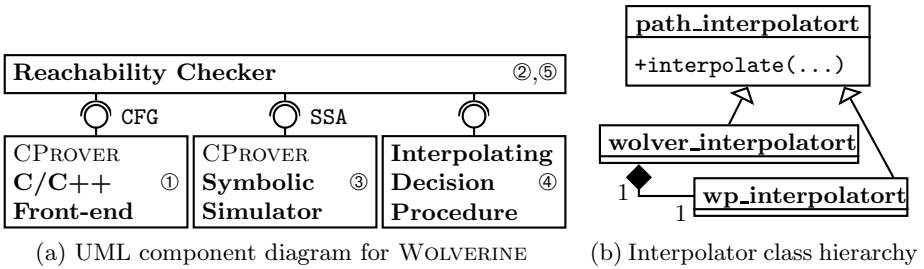 Reachability Checker ②,⑤
CFG
SSA
CPROVER
C/C++ ①
Front-end
CPROVER
Symbolic ③
Simulator
Interpolating
Decision ④
Procedure
(a) UML component diagram for WOLVERINE
path_interpolatort
+interpolate(...)
wolver_interpolatort
1
1
wp_interpolatort
(b) Interpolator class hierarchy